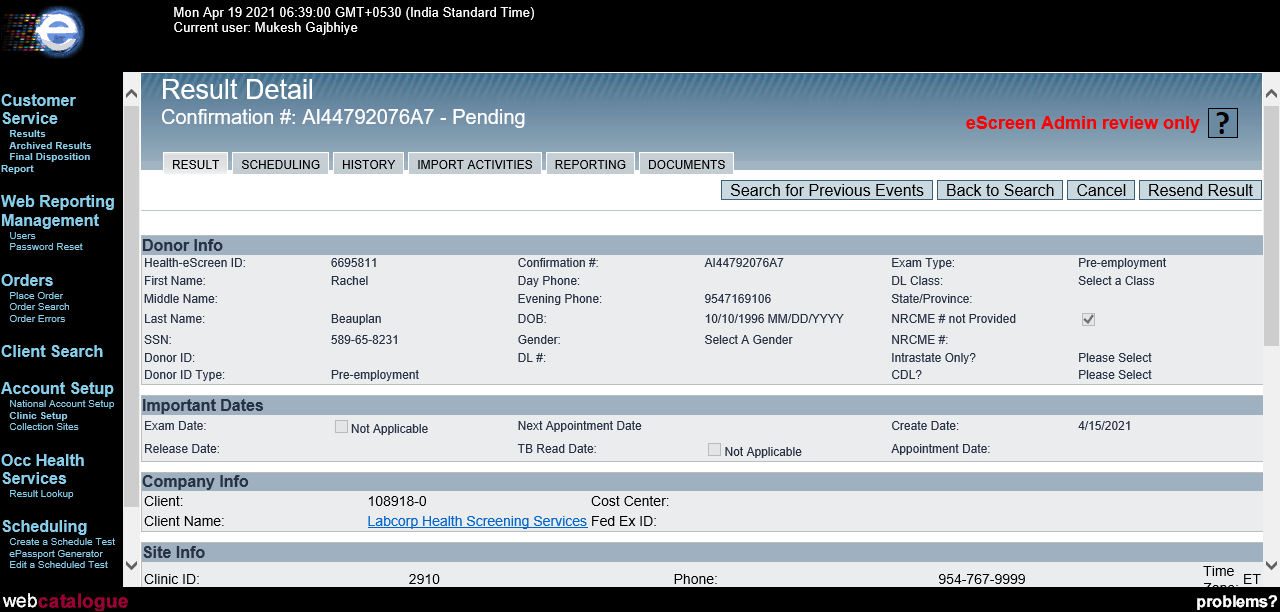 Mon Apr 19 2021 06:39:00 GMT+0530 (India Standard Time)
Current user: Mukesh Gajbhiye
e
Customer
Service
Results
Archived Results
Final Disposition
Report
Web Reporting
Management
Users
Password Reset
Orders
Place Order
Order Search
Order Errors
Client Search
Account Setup
National Account Setup
Clinic Setup
Collection Sites
Occ Health
Services
Result Lookup
Scheduling
Create a Schedule Test
ePassport Generator
Edit a Scheduled Test
Result Detail
Confirmation #: AI44792076A7 - Pending
eScreen Admin review only ?
RESULT SCHEDULING HISTORY IMPORT ACTIVITIES REPORTING DOCUMENTS
Search for Previous Events Back to Search Cancel Resend Result
Donor Info
Health-eScreen ID: 6695811 Confirmation #: AI44792076A7 Exam Type: Pre-employment
First Name: Rachel Day Phone: DL Class: Select a Class
Middle Name: Evening Phone: 9547169106 State/Province:
Last Name: Beauplan DOB: 10/10/1996 MM/DD/YYYY NRCME # not Provided
SSN: 589-65-8231 Gender: Select A Gender NRCME #:
Donor ID: DL #: Intrastate Only? Please Select
Donor ID Type: Pre-employment CDL? Please Select
Important Dates
Exam Date: Not Applicable Next Appointment Date Create Date: 4/15/2021
Release Date: TB Read Date: Not Applicable Appointment Date:
Company Info
Client: 108918-0 Cost Center:
Client Name: Labcorp Health Screening Services Fed Ex ID:
Site Info
Clinic ID: 2910 Phone: 954-767-9999 Time Zone: ET
webcatalogue
problems?